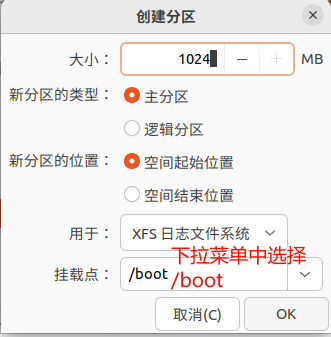 创建分区
大小： 1024 MB
新分区的类型： 主分区
逻辑分区
新分区的位置： 空间起始位置
空间结束位置
用于： XFS 日志文件系统
下拉菜单中选择
挂载点： /boot /boot
取消(C) OK